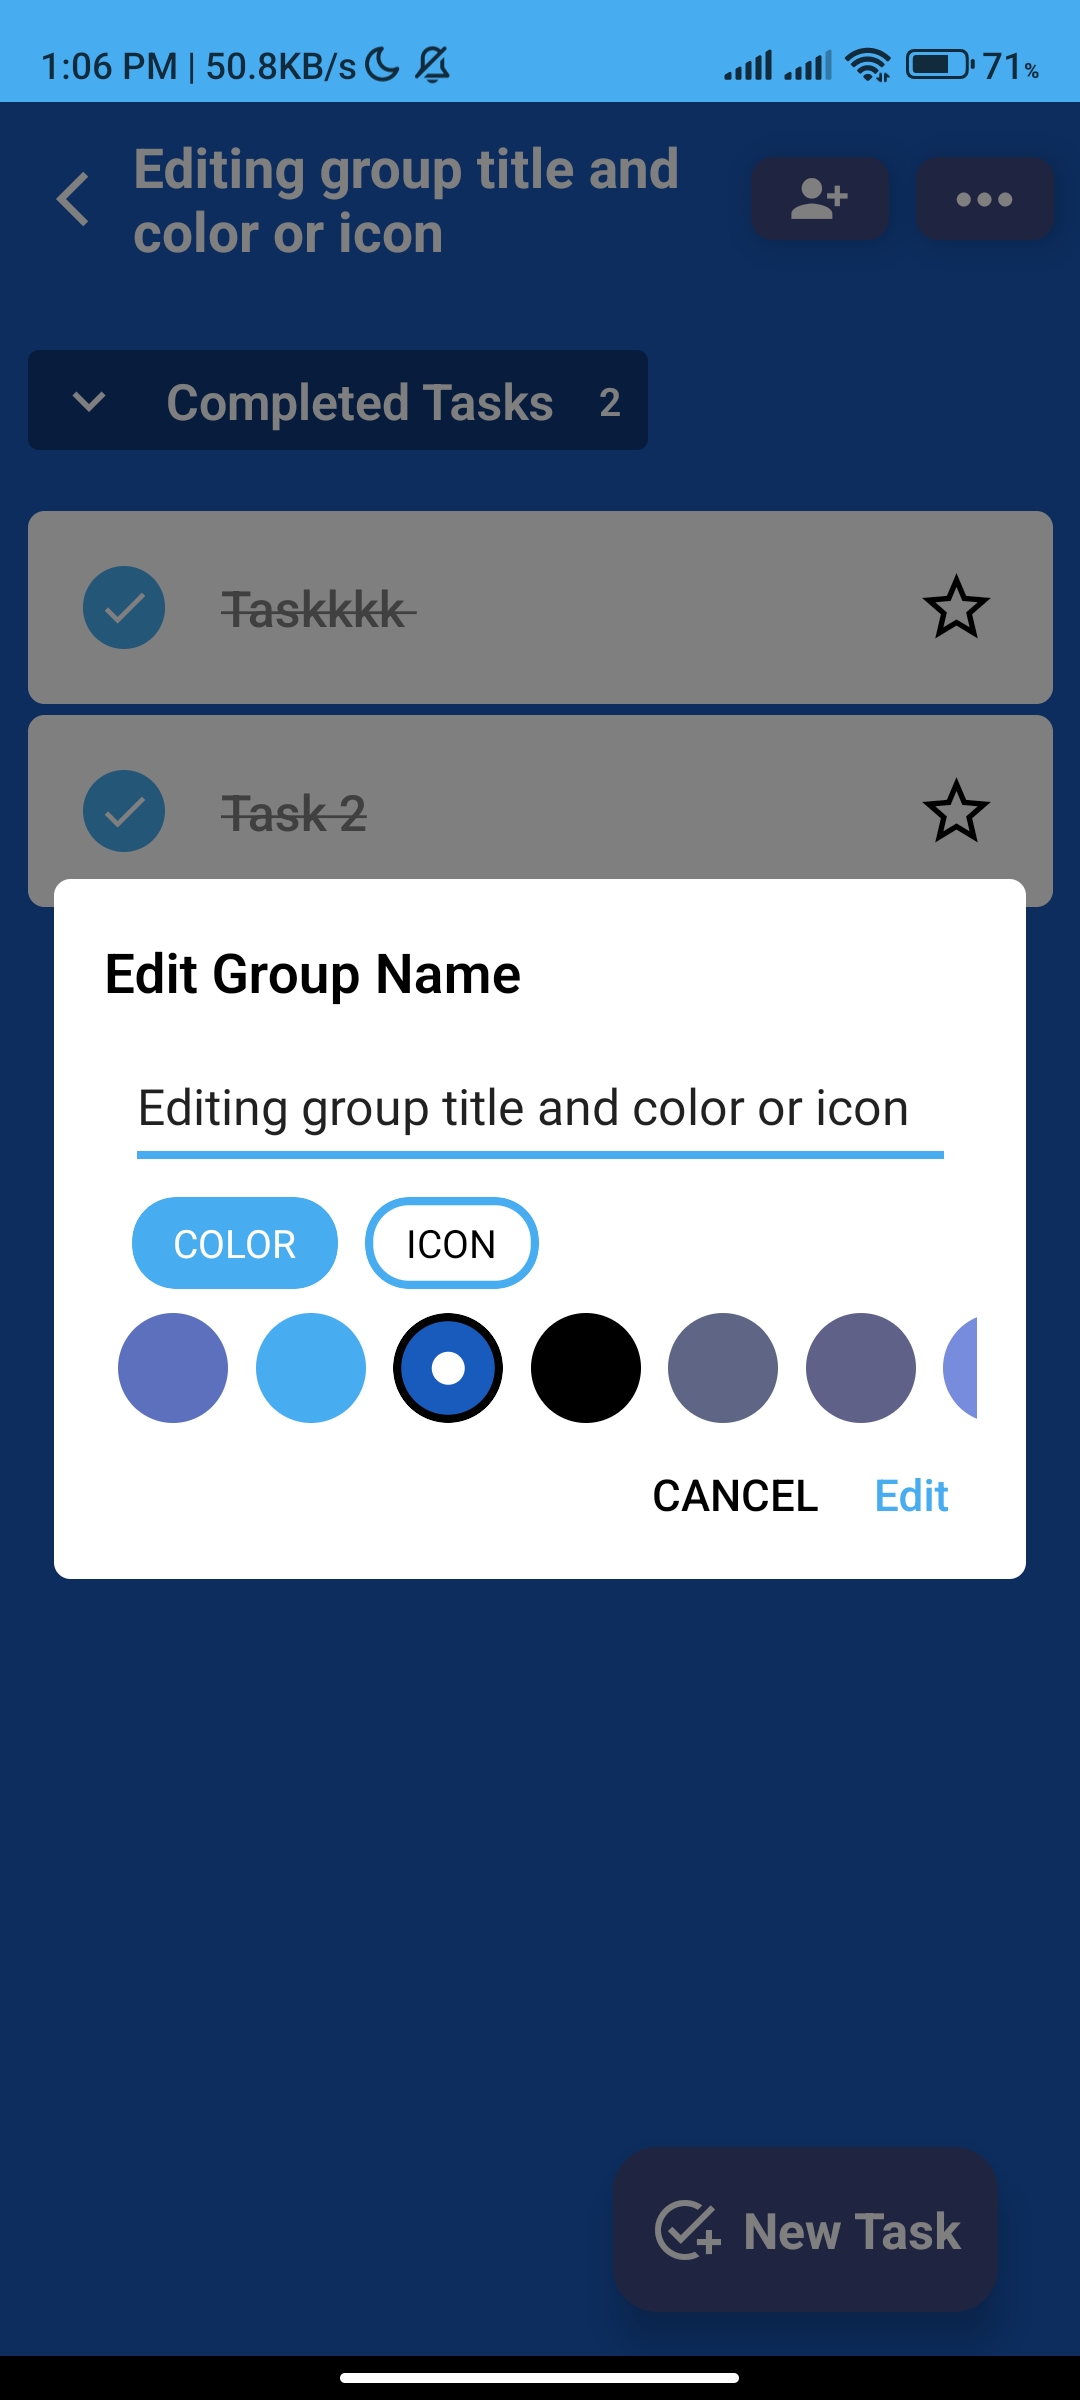 1:06 PM | 50.8KB/s 71%
Editing group title and
color or icon
Completed Tasks 2
Taskkkk
Task 2
Edit Group Name
Editing group title and color or icon
COLOR ICON
CANCEL Edit
New Task